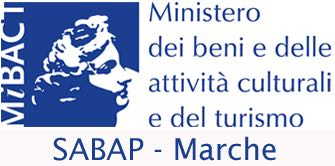 MiBACT
Ministero
dei beni e delle
attività culturali
e del turismo
SABAP - Marche